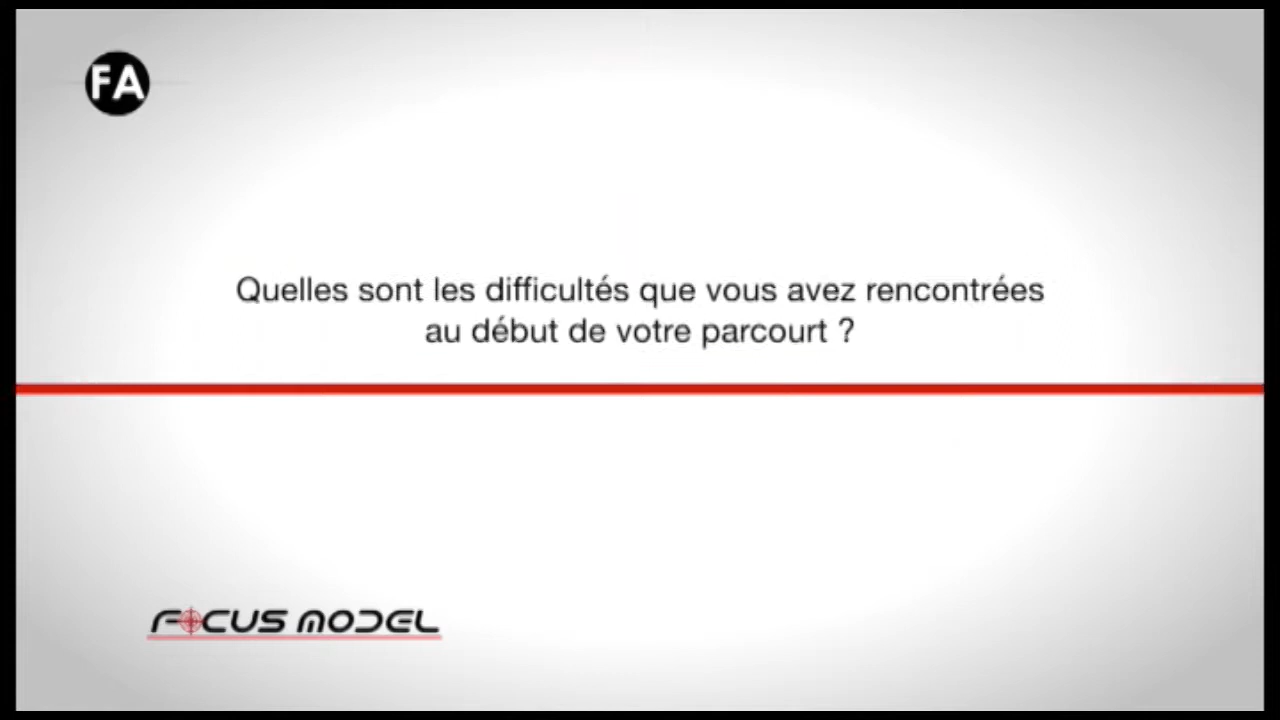 FA
Quelles sont les difficultés que vous avez rencontrées
au début de votre parcourt ?
FOCUS MODEL